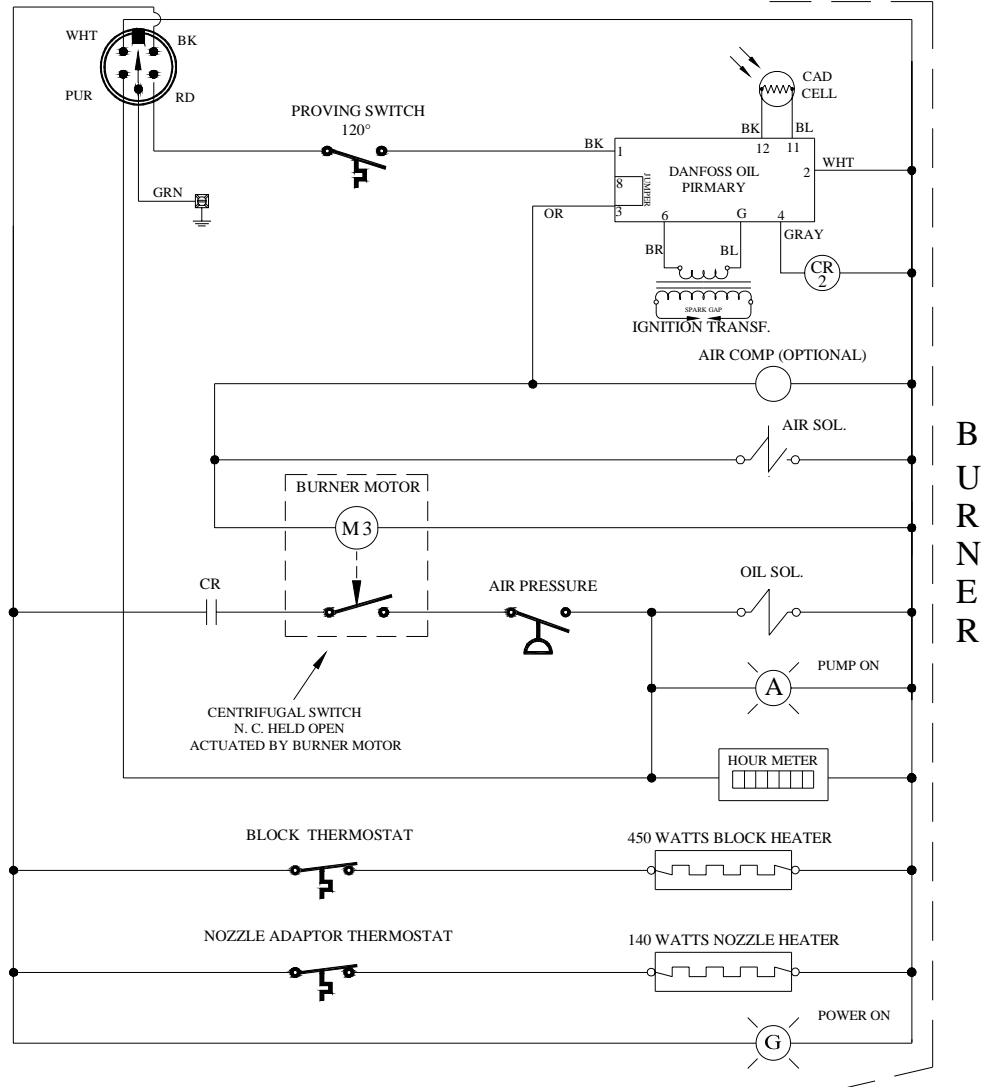 WHT
BK
PUR
RD
GRN
PROVING SWITCH
120°
CAD
CELL
BK
BL
BK
1
12
11
2
WHT
DANFOSS OIL
PIRMARY
8
JUMPER
3
OR
6
G
4
GRAY
BR
BL
CR
2
SPARK GAP
IGNITION TRANSF.
AIR COMP (OPTIONAL)
AIR SOL.
BURNER MOTOR
M 3
CR
AIR PRESSURE
OIL SOL.
PUMP ON
A
CENTRIFUGAL SWITCH
N. C. HELD OPEN
ACTUATED BY BURNER MOTOR
HOUR METER
BLOCK THERMOSTAT
450 WATTS BLOCK HEATER
NOZZLE ADAPTOR THERMOSTAT
140 WATTS NOZZLE HEATER
POWER ON
G
BURNER